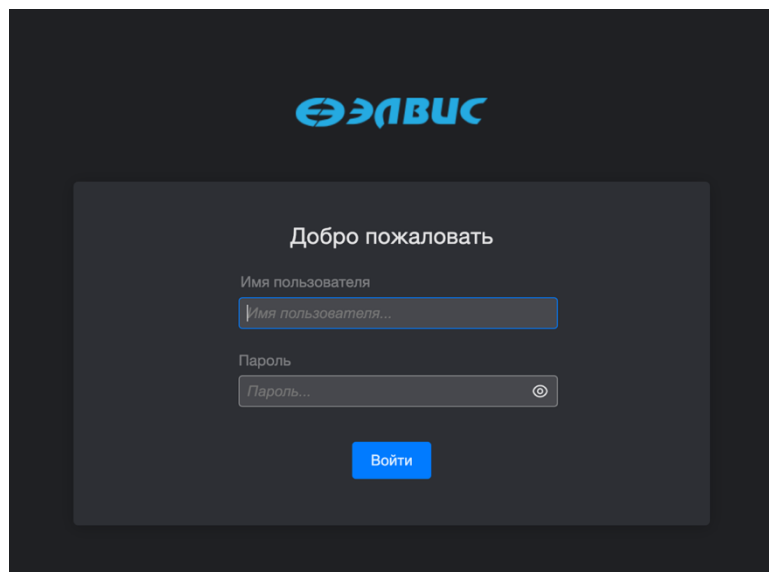 ЭЛВИС
Добро пожаловать
Имя пользователя
Имя пользователя...
Пароль
Пароль...
Войти